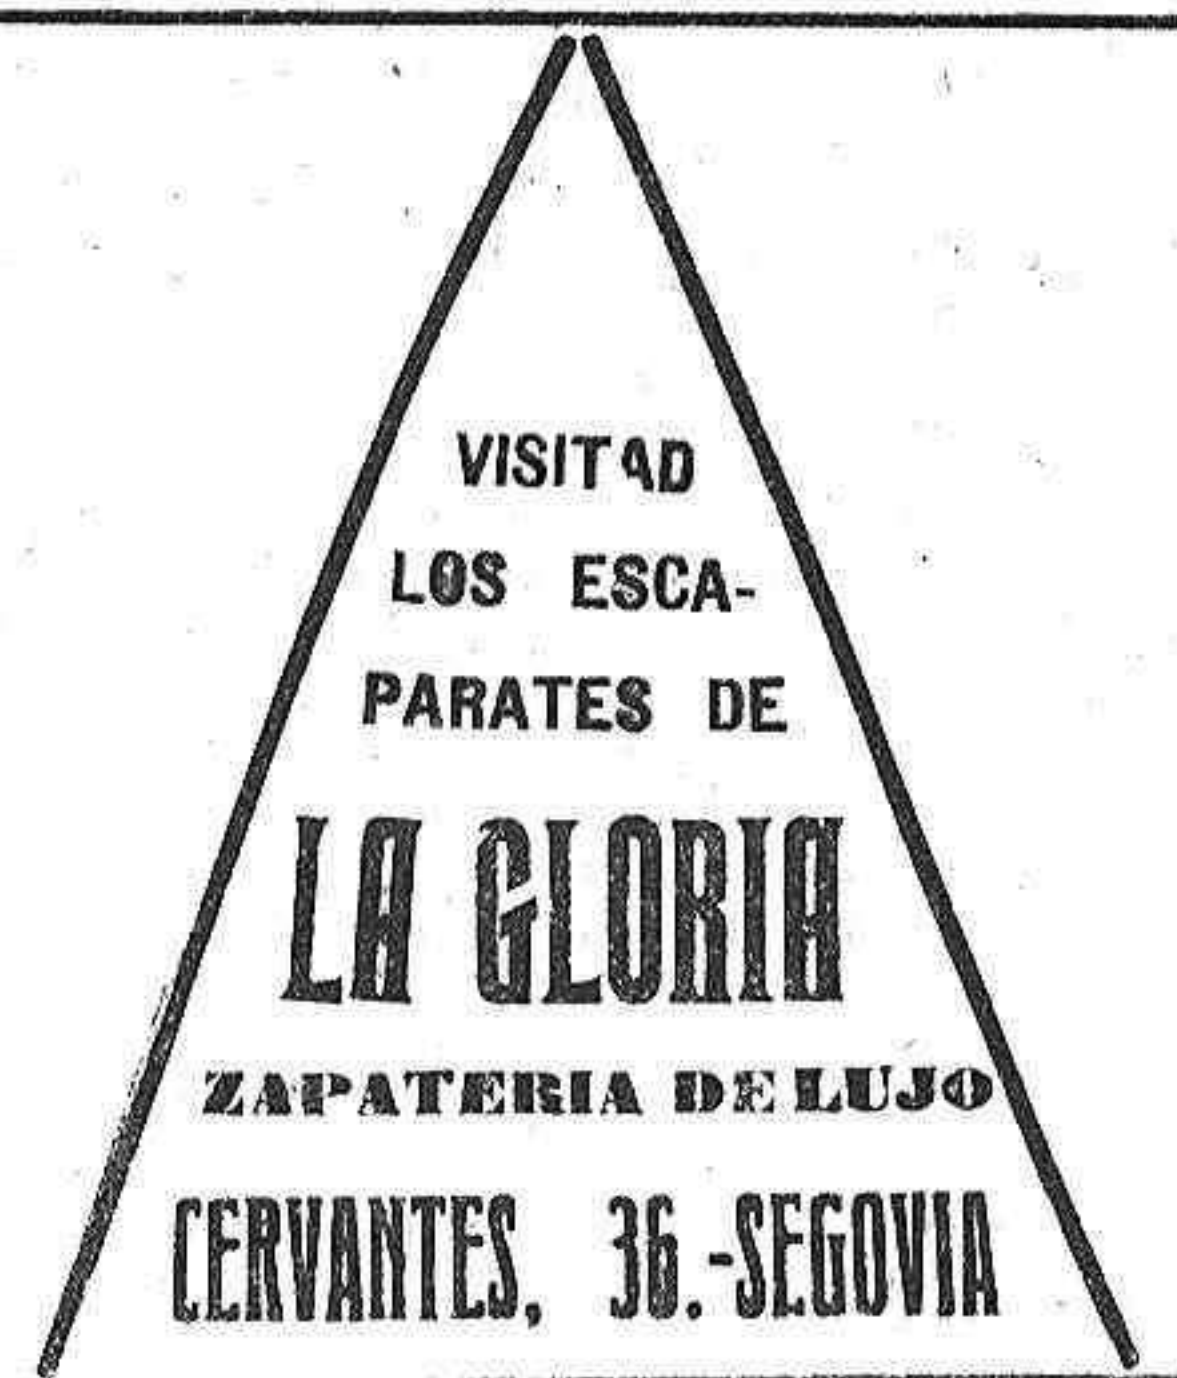 VISITAD
LOS ESCA-
PARATES DE
LA GLORIA
ZAPATERIA DE LUJO
CERVANTES, 36.-SEGOVIA